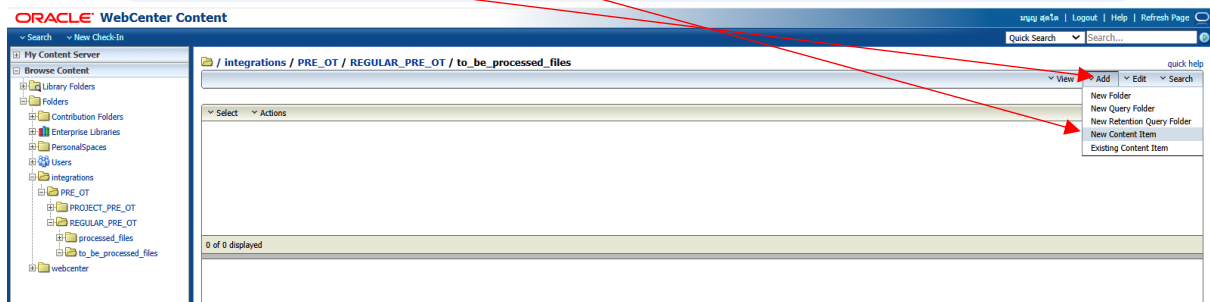 ORACLE WebCenter Content
มนูญ สุดใด | Logout | Help | Refresh Page
Search New Check-In
Quick Search Search...
My Content Server
Browse Content
Library Folders
Folders
Contribution Folders
Enterprise Libraries
PersonalSpaces
Users
integrations
PRE_OT
PROJECT_PRE_OT
REGULAR_PRE_OT
processed_files
to_be_processed_files
webcenter
/ integrations / PRE_OT / REGULAR_PRE_OT / to_be_processed_files
quick help
View Add Edit Search
New Folder
New Query Folder
New Retention Query Folder
New Content Item
Existing Content Item
Select Actions
0 of 0 displayed